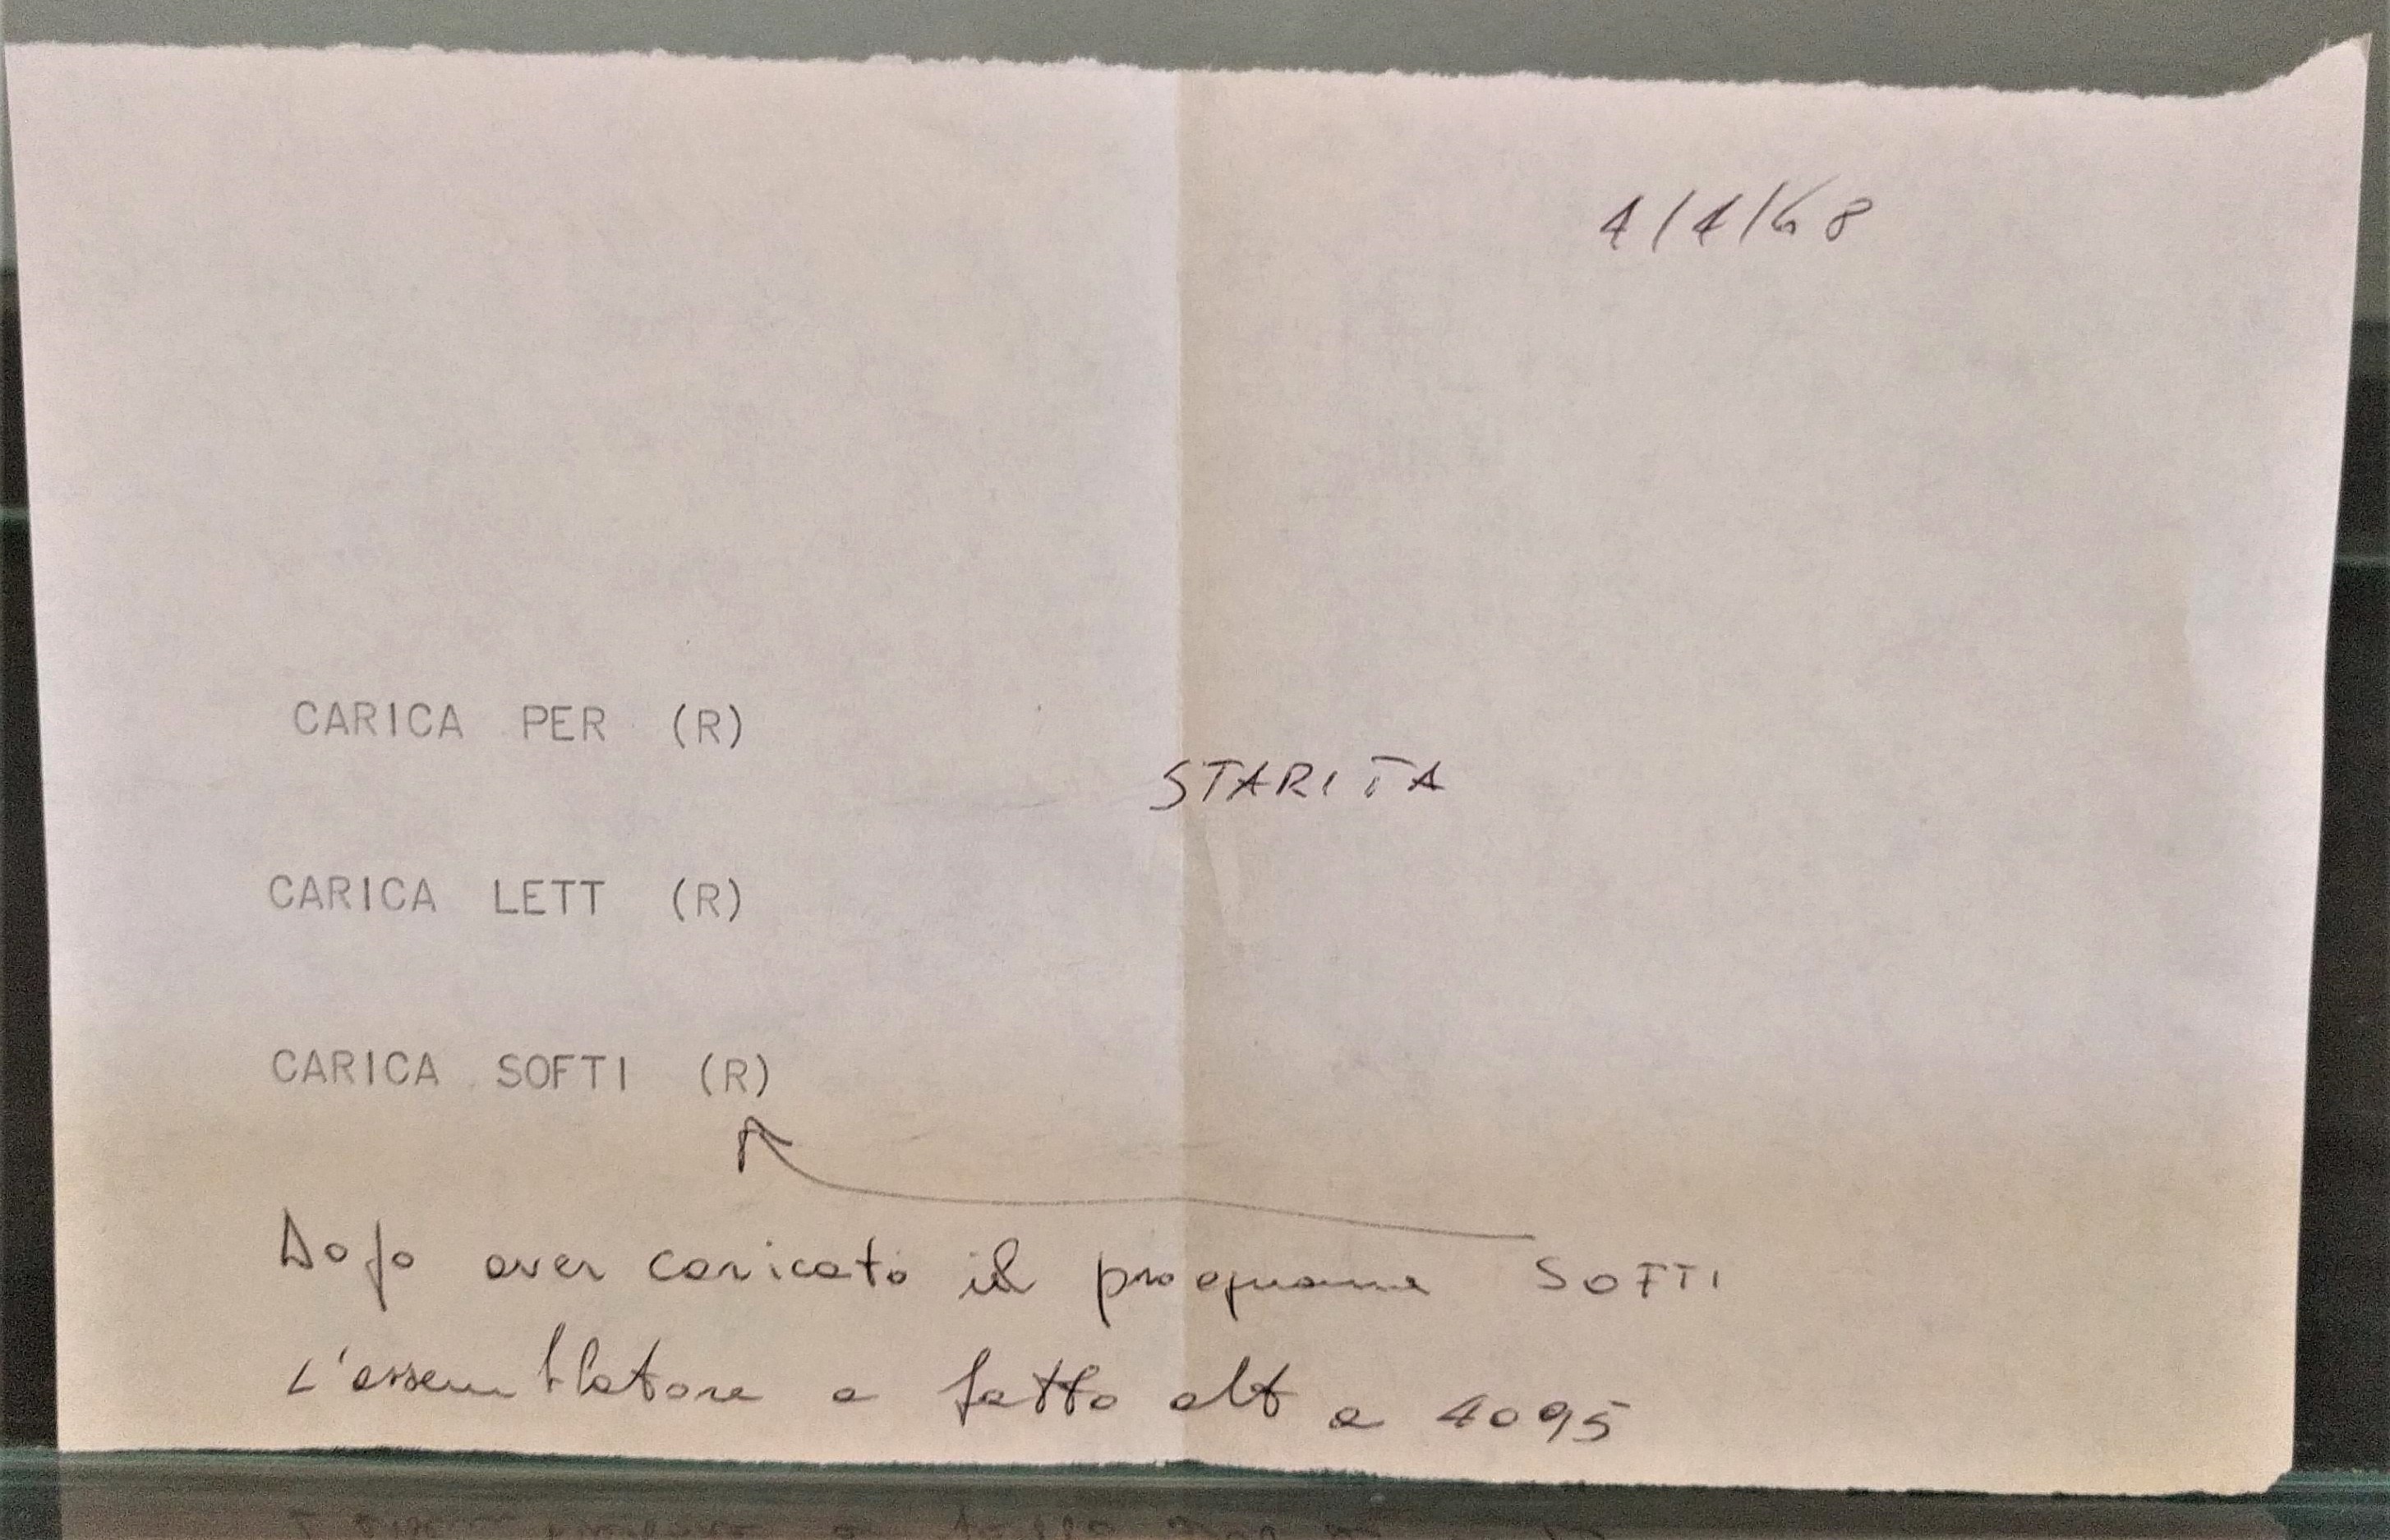 4/4/68
CARICA PER (R)
STARITA
CARICA LETT (R)
CARICA SOFTI (R)
Dopo aver caricato il programma SOFTI
L'assemblatore a fatto alt a 4095